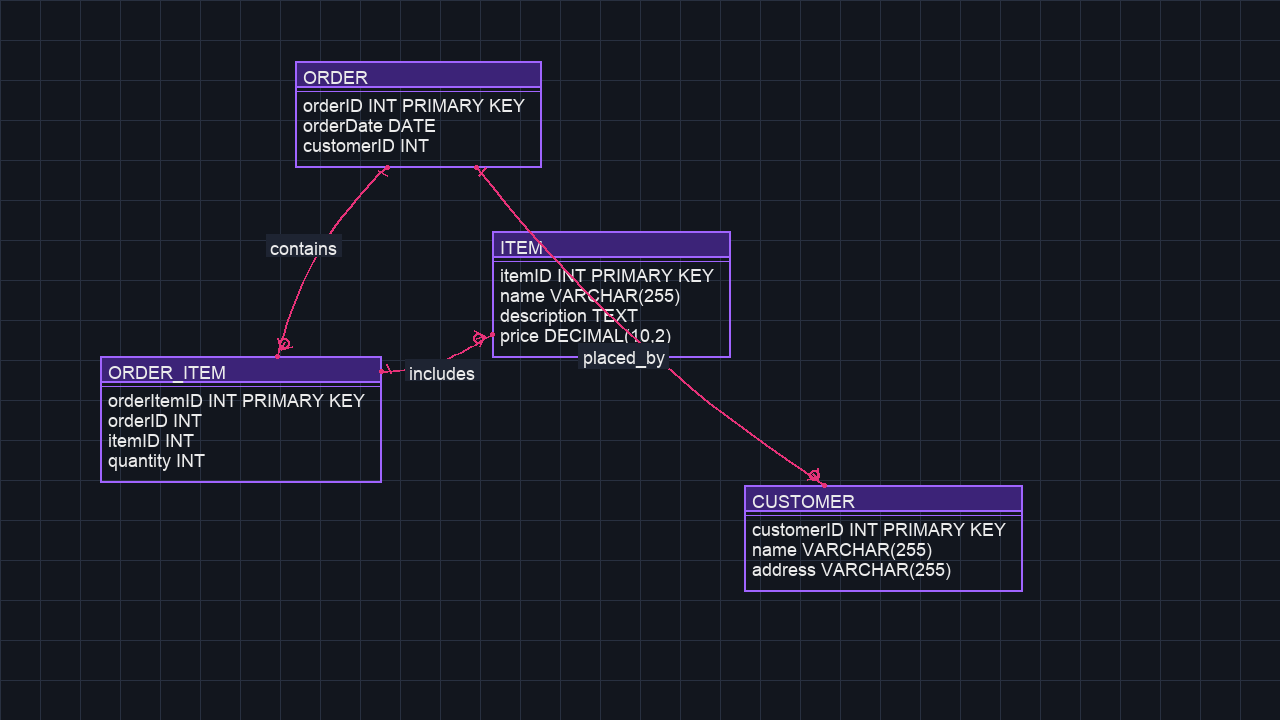 ORDER
orderID INT PRIMARY KEY
orderDate DATE
customerID INT
contains
ITEM
itemID INT PRIMARY KEY
name VARCHAR(255)
description TEXT
price DECIMAL(10,2)
placed_by
includes
ORDER_ITEM
orderItemID INT PRIMARY KEY
orderID INT
itemID INT
quantity INT
CUSTOMER
customerID INT PRIMARY KEY
name VARCHAR(255)
address VARCHAR(255)